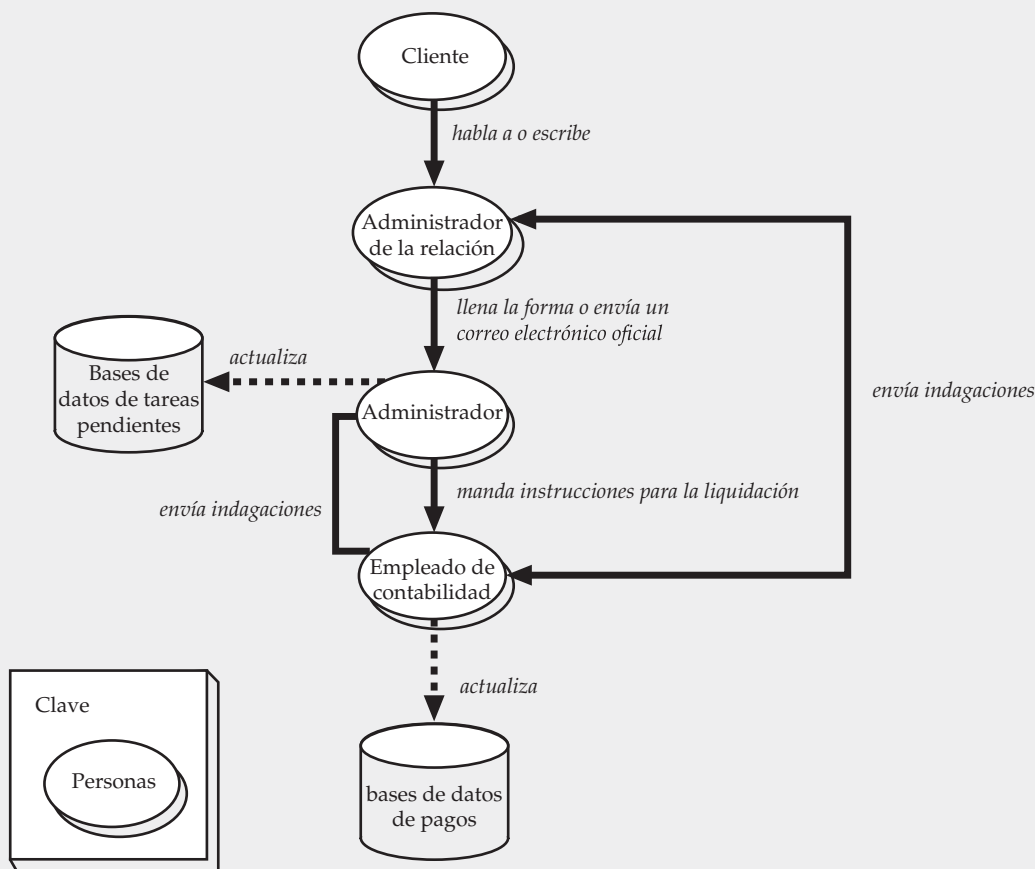 Cliente
habla a o escribe
Administrador
de la relación
llena la forma o envía un
correo electrónico oficial
actualiza
Bases de
datos de tareas
pendientes
Administrador
envía indagaciones
manda instrucciones para la liquidación
envía indagaciones
Empleado de
contabilidad
actualiza
Clave
Personas
bases de datos
de pagos